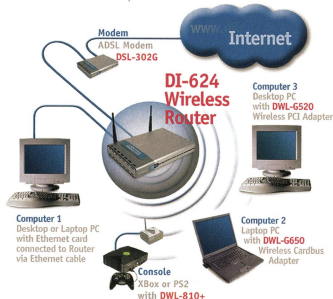 Modem
ADSL Modem
DSL-302G
www.
Internet
DI-624
Wireless
Router
Computer 3
Desktop PC
with DWL-G520
Wireless PCI Adapter
Computer 1
Desktop or Laptop PC
with Ethernet card
connected to Router
via Ethernet cable
Computer 2
Laptop PC
with DWL-G650
Wireless Cardbus
Adapter
Console
XBox or PS2
with DWL-810+